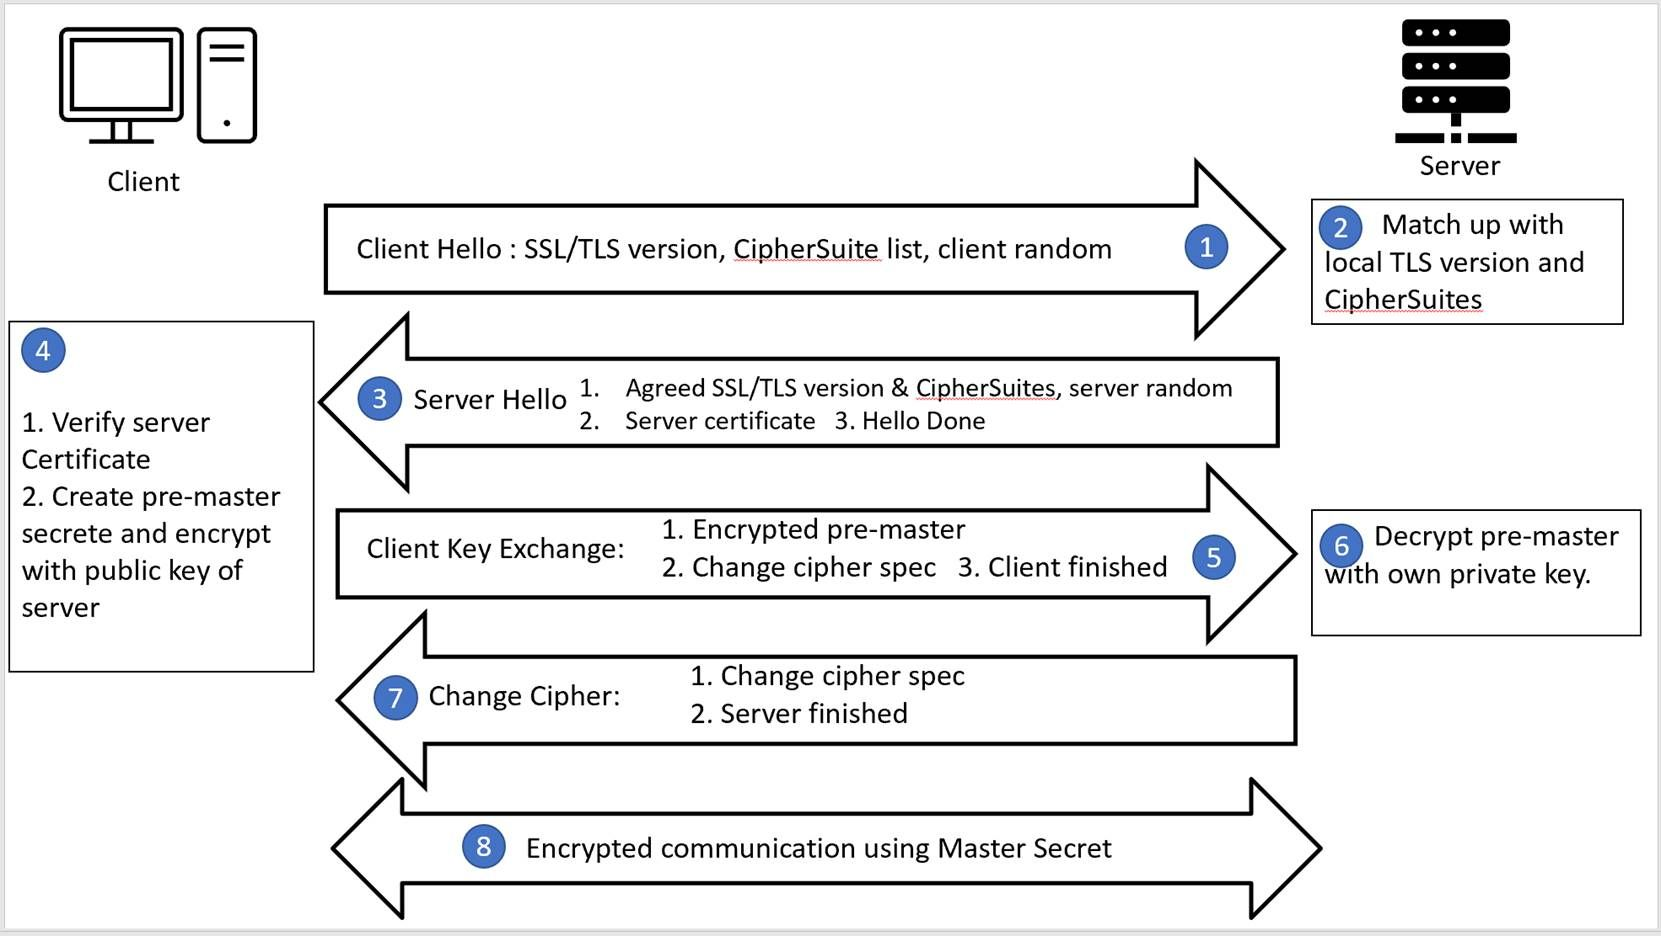 Client
Server
Client Hello : SSL/TLS version, CipherSuite list, client random
1
2 Match up with
local TLS version and
CipherSuites
3 Server Hello
1. Agreed SSL/TLS version & CipherSuites, server random
2. Server certificate 3. Hello Done
4
1. Verify server
Certificate
2. Create pre-master
secrete and encrypt
with public key of
server
Client Key Exchange:
1. Encrypted pre-master
2. Change cipher spec 3. Client finished
5
6 Decrypt pre-master
with own private key.
7 Change Cipher:
1. Change cipher spec
2. Server finished
8 Encrypted communication using Master Secret